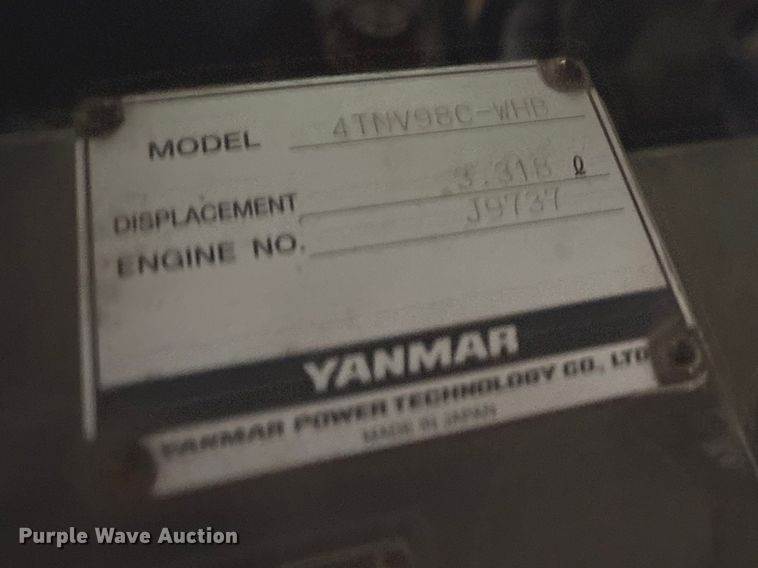 MODEL 4TNV98C-WHB
DISPLACEMENT 3.318 ℓ
ENGINE NO. J9737
YANMAR
YANMAR POWER TECHNOLOGY CO., LTD
MADE IN JAPAN
Purple Wave Auction